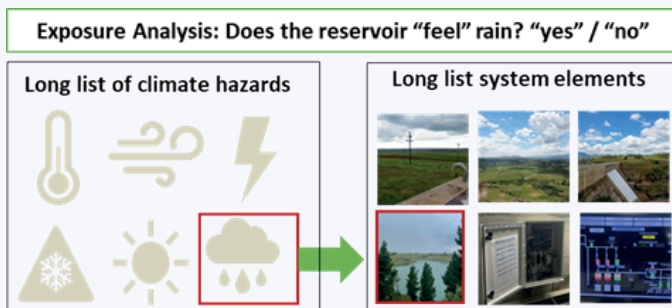 Exposure Analysis: Does the reservoir “feel” rain? “yes” / “no”
Long list of climate hazards
Long list system elements